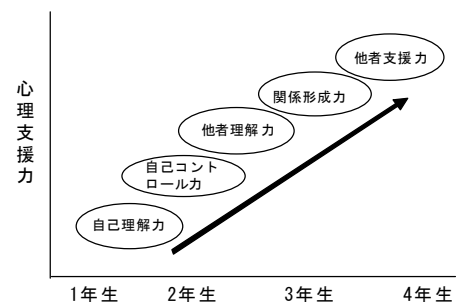 心理支援力
他者支援力
関係形成力
他者理解力
自己コント
ロール力
自己理解力
1年生
2年生
3年生
4年生